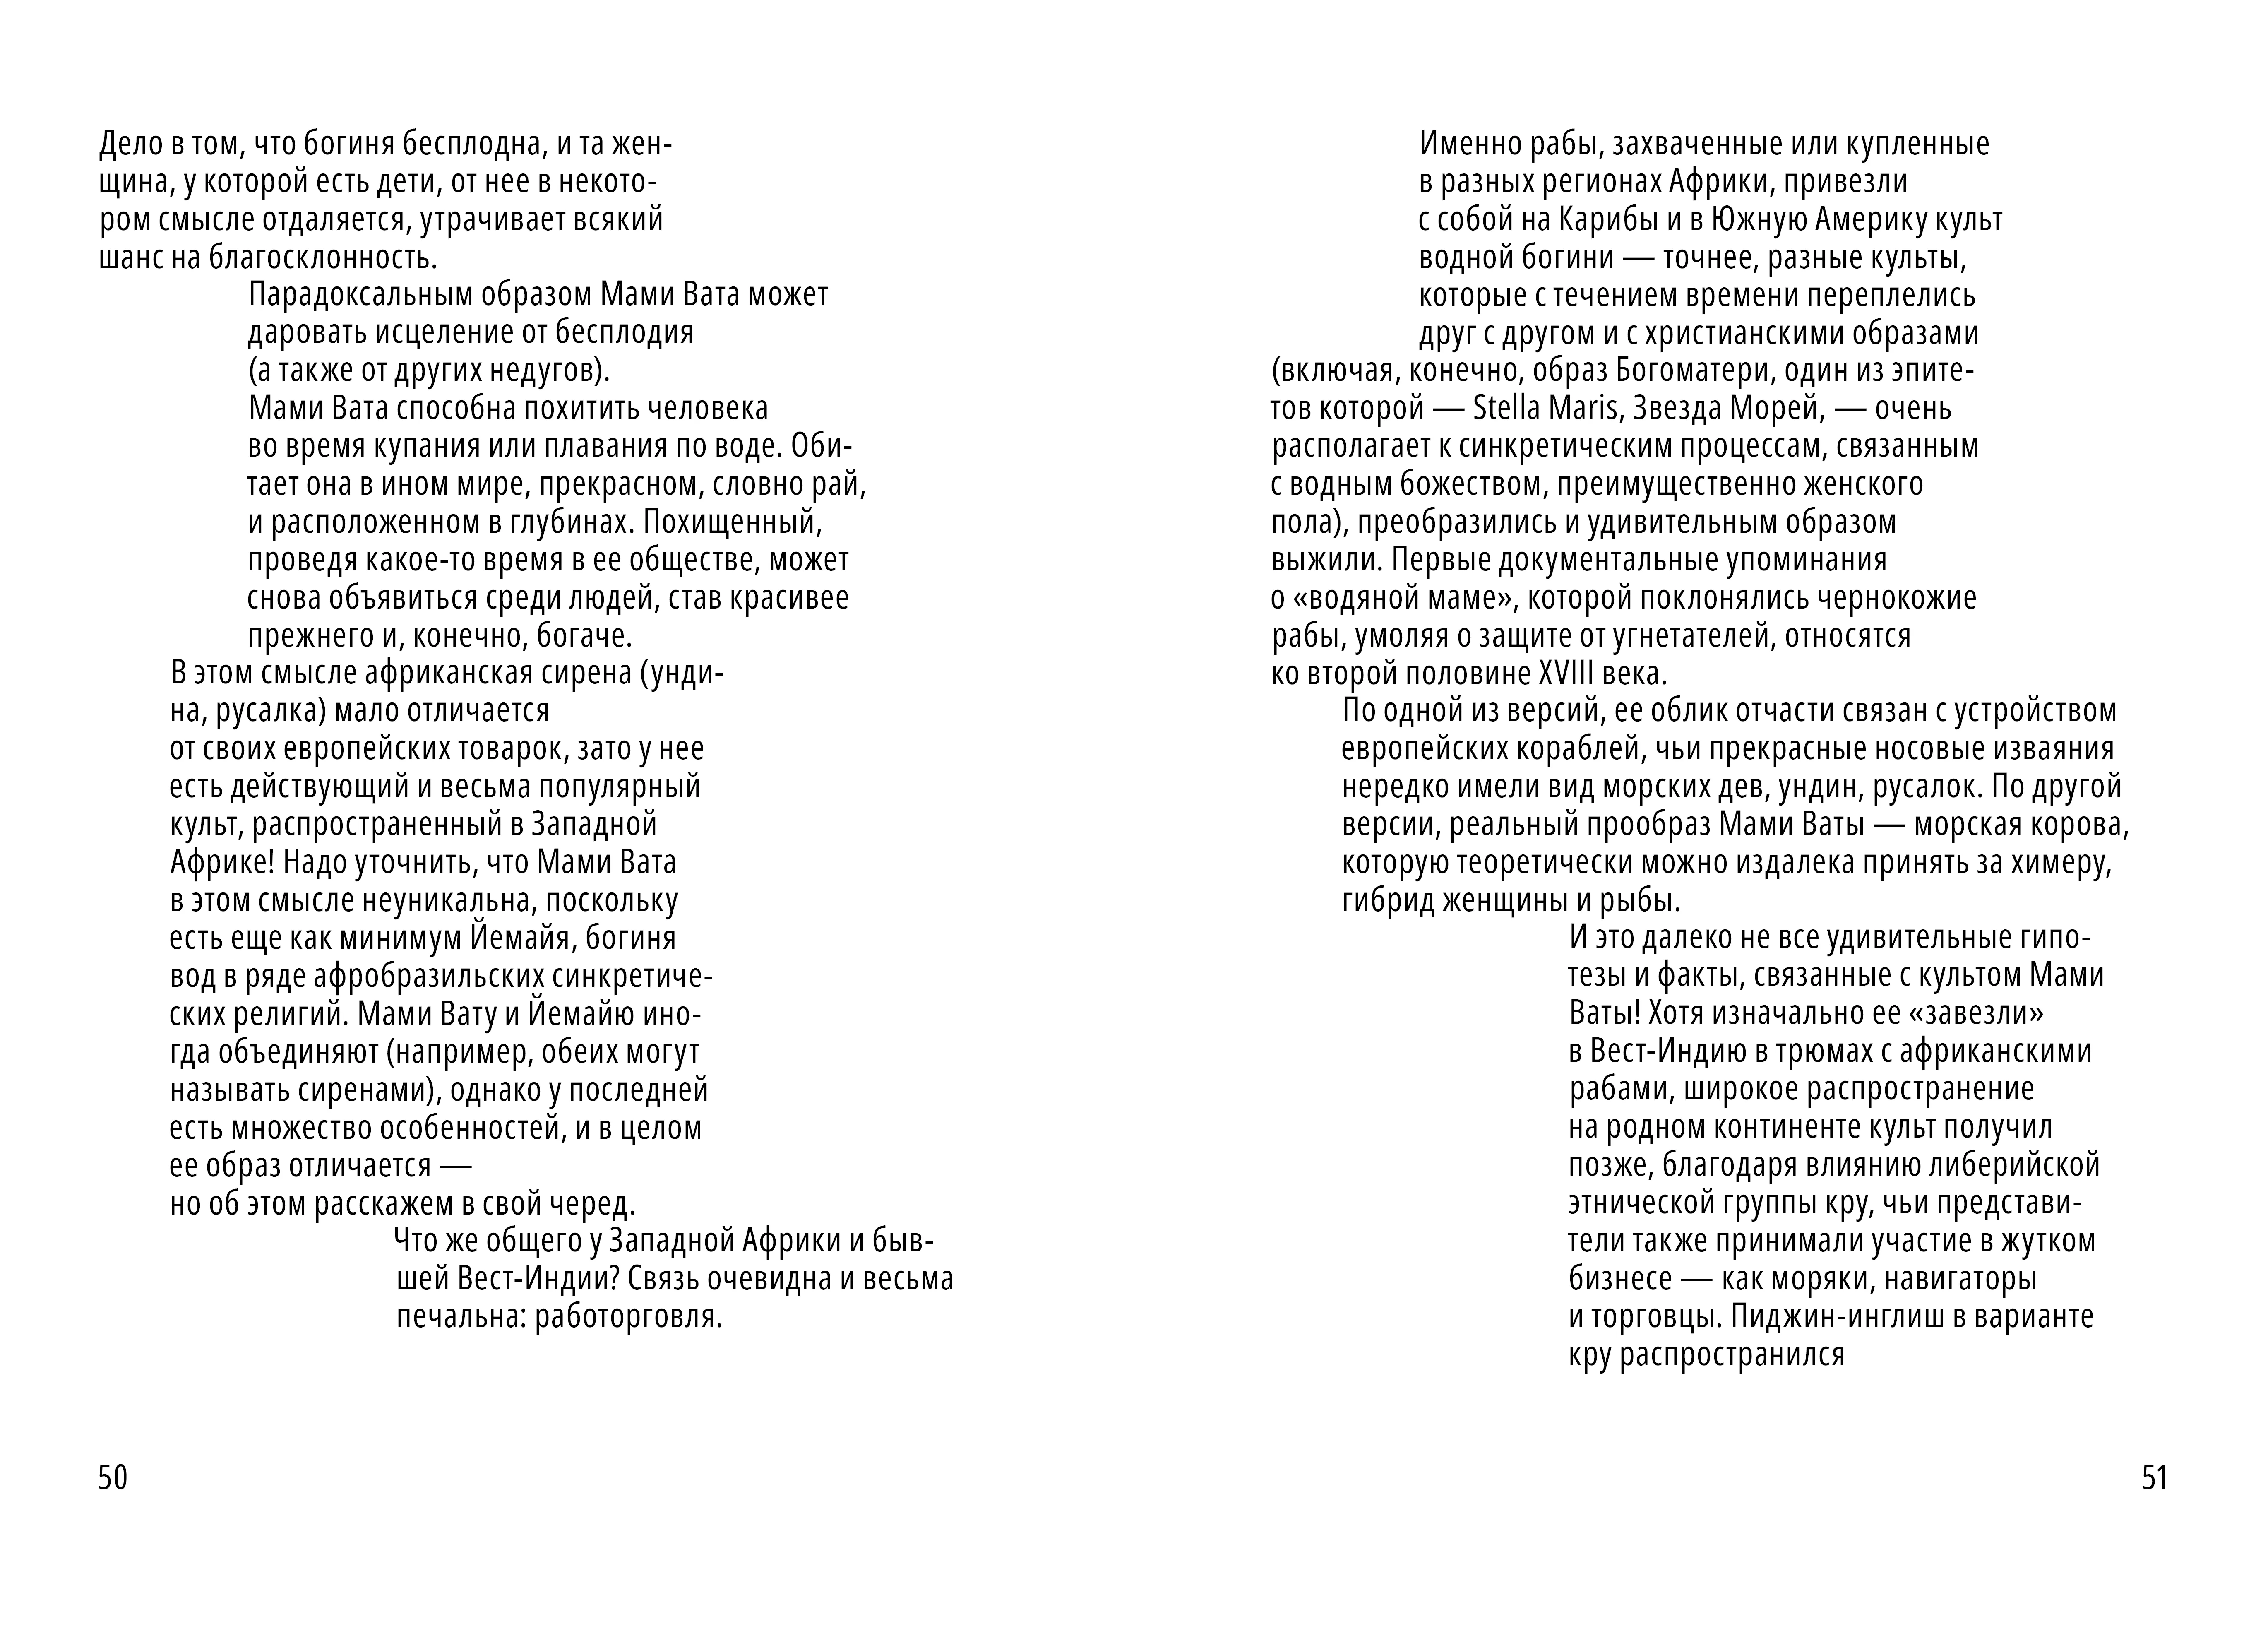 Дело в том, что богиня бесплодна, и та жен-
щина, у которой есть дети, от нее в некото-
ром смысле отдаляется, утрачивает всякий
шанс на благосклонность.
Парадоксальным образом Мами Вата может
даровать исцеление от бесплодия
(а также от других недугов).
Мами Вата способна похитить человека
во время купания или плавания по воде. Оби-
тает она в ином мире, прекрасном, словно рай,
и расположенном в глубинах. Похищенный,
проведя какое-то время в ее обществе, может
снова объявиться среди людей, став красивее
прежнего и, конечно, богаче.
В этом смысле африканская сирена (унди-
на, русалка) мало отличается
от своих европейских товарок, зато у нее
есть действующий и весьма популярный
культ, распространенный в Западной
Африке! Надо уточнить, что Мами Вата
в этом смысле неуникальна, поскольку
есть еще как минимум Йемайя, богиня
вод в ряде афробразильских синкретиче-
ских религий. Мами Вату и Йемайю ино-
гда объединяют (например, обеих могут
называть сиренами), однако у последней
есть множество особенностей, и в целом
ее образ отличается —
но об этом расскажем в свой черед.
Что же общего у Западной Африки и быв-
шей Вест-Индии? Связь очевидна и весьма
печальна: работорговля.
50
Именно рабы, захваченные или купленные
в разных регионах Африки, привезли
с собой на Карибы и в Южную Америку культ
водной богини — точнее, разные культы,
которые с течением времени переплелись
друг с другом и с христианскими образами
(включая, конечно, образ Богоматери, один из эпите-
тов которой — Stella Maris, Звезда Морей, — очень
располагает к синкретическим процессам, связанным
с водным божеством, преимущественно женского
пола), преобразились и удивительным образом
выжили. Первые документальные упоминания
о «водяной маме», которой поклонялись чернокожие
рабы, умоляя о защите от угнетателей, относятся
ко второй половине XVIII века.
По одной из версий, ее облик отчасти связан с устройством
европейских кораблей, чьи прекрасные носовые изваяния
нередко имели вид морских дев, ундин, русалок. По другой
версии, реальный прообраз Мами Ваты — морская корова,
которую теоретически можно издалека принять за химеру,
гибрид женщины и рыбы.
И это далеко не все удивительные гипо-
тезы и факты, связанные с культом Мами
Ваты! Хотя изначально ее «завезли»
в Вест-Индию в трюмах с африканскими
рабами, широкое распространение
на родном континенте культ получил
позже, благодаря влиянию либерийской
этнической группы кру, чьи представи-
тели также принимали участие в жутком
бизнесе — как моряки, навигаторы
и торговцы. Пиджин-инглиш в варианте
кру распространился
51